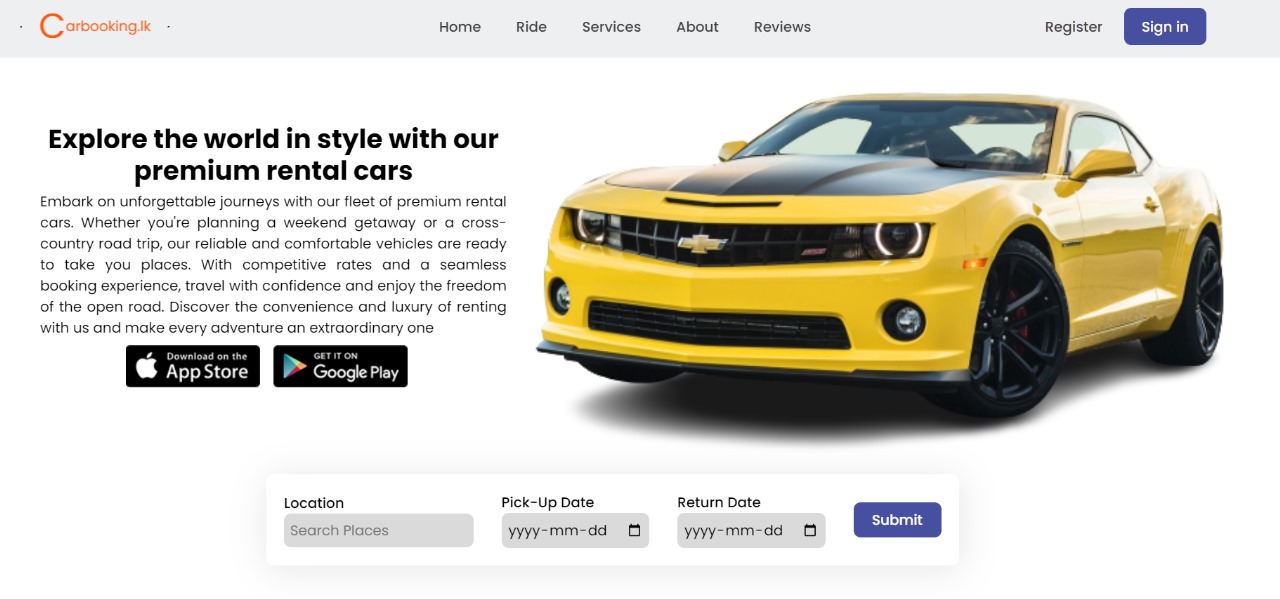 Carbooking.lk
Home Ride Services About Reviews
Register Sign in
Explore the world in style with our
premium rental cars
Embark on unforgettable journeys with our fleet of premium rental
cars. Whether you're planning a weekend getaway or a cross-
country road trip, our reliable and comfortable vehicles are ready
to take you places. With competitive rates and a seamless
booking experience, travel with confidence and enjoy the freedom
of the open road. Discover the convenience and luxury of renting
with us and make every adventure an extraordinary one
Download on the
App Store
GET IT ON
Google Play
Location Pick-Up Date Return Date
Search Places yyyy-mm-dd yyyy-mm-dd
Submit